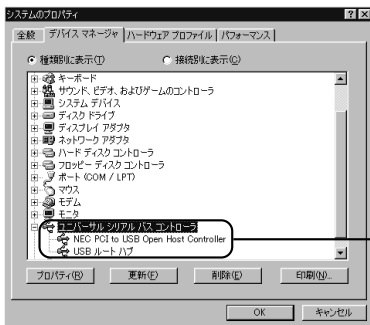 システムのプロパティ
全般 デバイス マネージャ ハードウェア プロファイル パフォーマンス
種類別に表示(T) 接続別に表示(C)
キーボード
サウンド、ビデオ、およびゲームのコントローラ
システム デバイス
ディスク ドライブ
ディスプレイ アダプタ
ネットワーク アダプタ
ハード ディスク コントローラ
フロッピー ディスク コントローラ
ポート (COM / LPT)
マウス
モデム
モニタ
ユニバーサル シリアル バス コントローラ
NEC PCI to USB Open Host Controller
USB ルート ハブ
プロパティ(R) 更新(F) 削除(E) 印刷(N)...
OK キャンセル